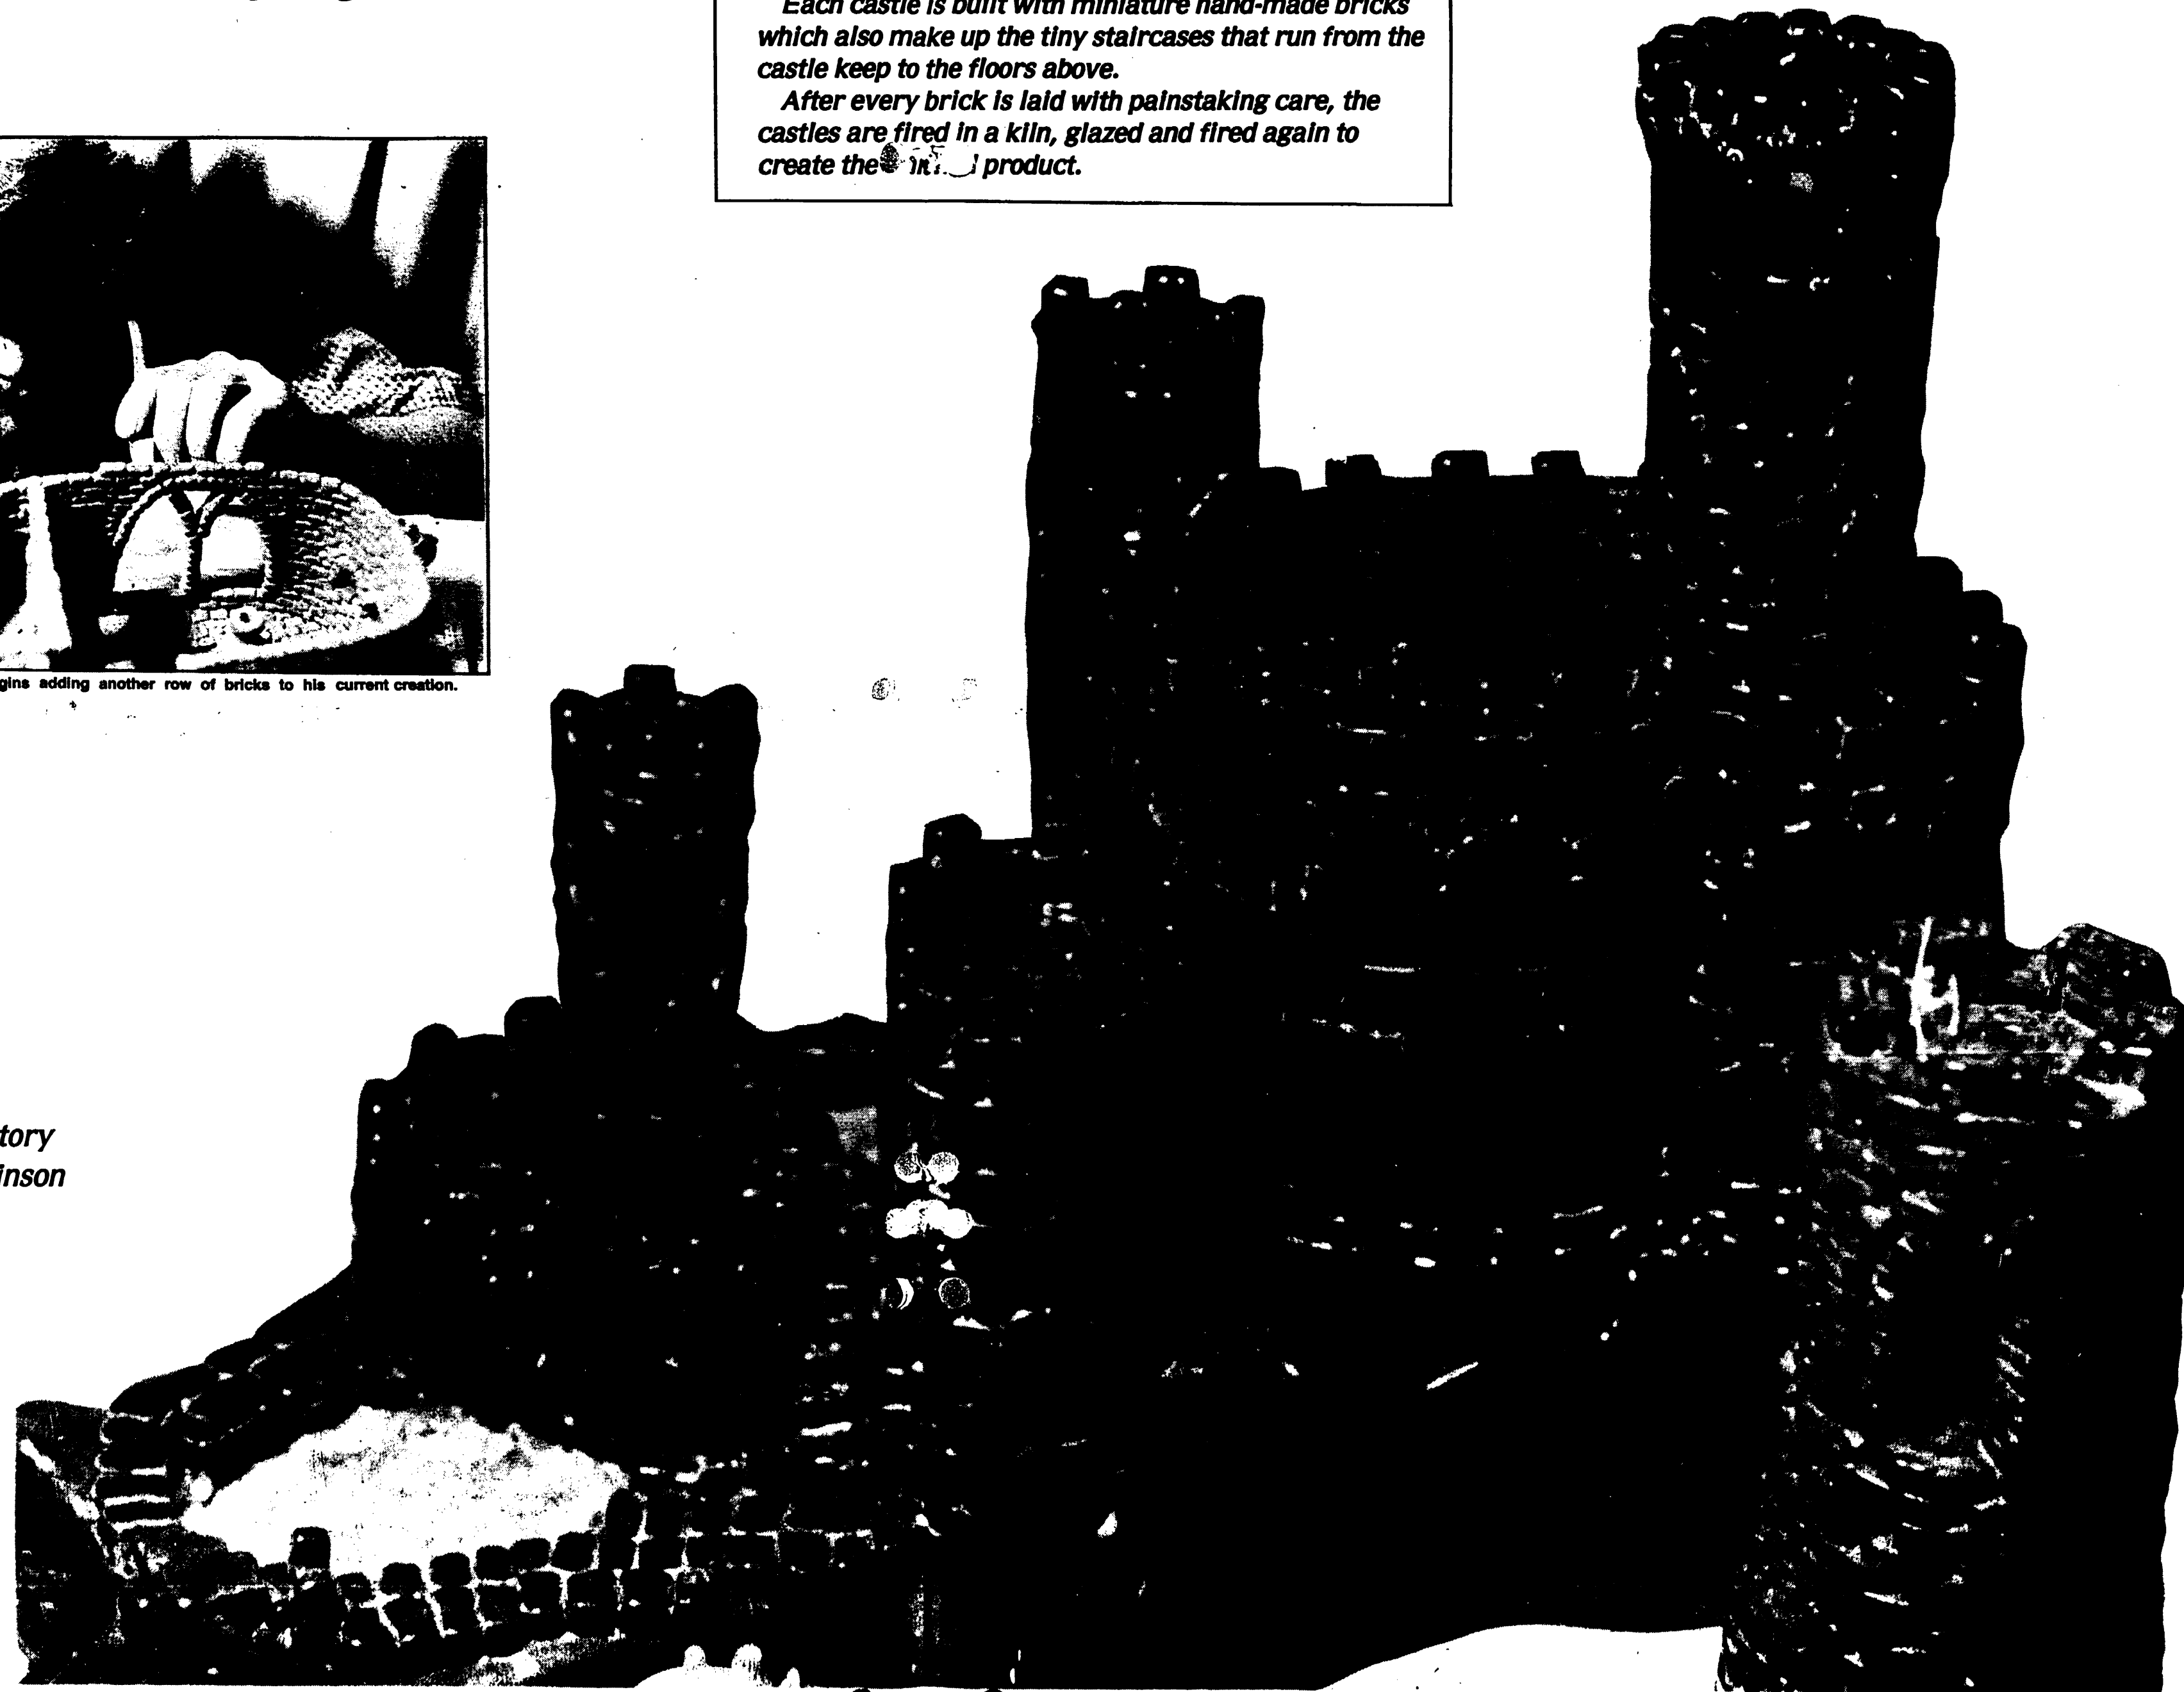 Each castle is built with miniature hand-made bricks
which also make up the tiny staircases that run from the
castle keep to the floors above.
After every brick is laid with painstaking care, the
castles are fired in a kiln, glazed and fired again to
create the product.
gins adding another row of bricks to his current creation.
tory
inson